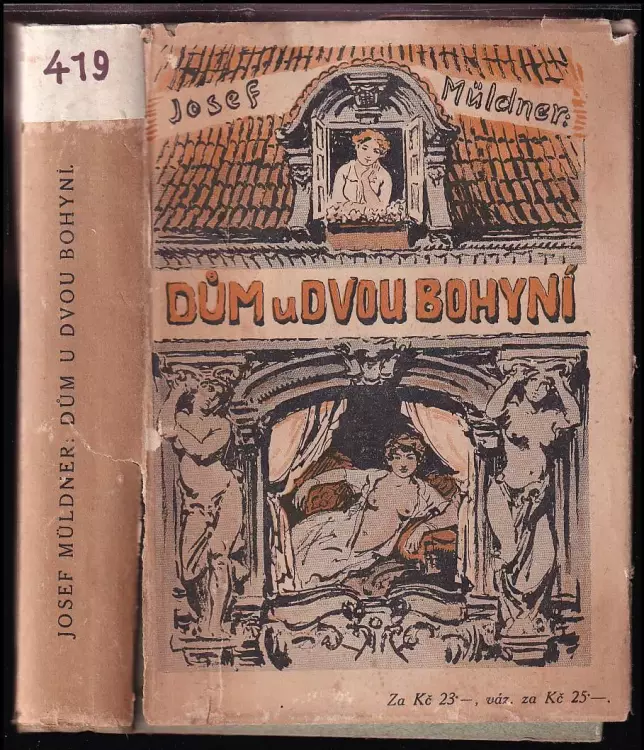 419
JOSEF MÜLDNER: DŮM U DVOU BOHYNÍ.
Josef Müldner:
DŮM u DVOU BOHYNÍ
Za Kč 23·—, váz. za Kč 25·—.